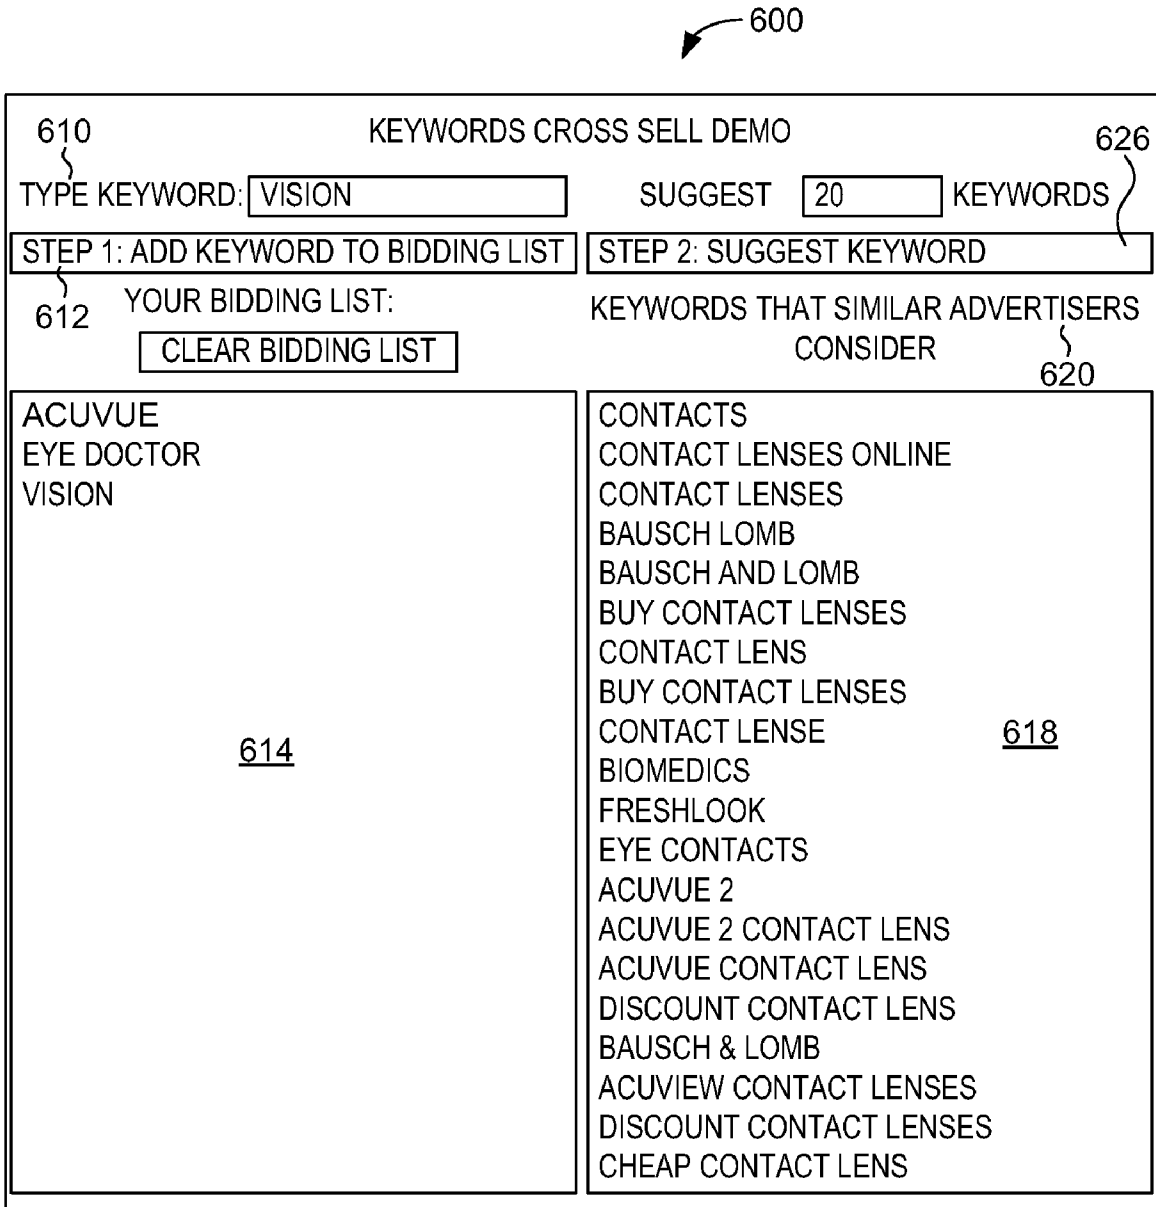 600
KEYWORDS CROSS SELL DEMO
610
626
TYPE KEYWORD: VISION
SUGGEST 20 KEYWORDS
STEP 1: ADD KEYWORD TO BIDDING LIST
STEP 2: SUGGEST KEYWORD
612
YOUR BIDDING LIST:
CLEAR BIDDING LIST
KEYWORDS THAT SIMILAR ADVERTISERS
CONSIDER
620
ACUVUE
EYE DOCTOR
VISION
614
CONTACTS
CONTACT LENSES ONLINE
CONTACT LENSES
BAUSCH LOMB
BAUSCH AND LOMB
BUY CONTACT LENSES
CONTACT LENS
BUY CONTACT LENSES
CONTACT LENSE
618
BIOMEDICS
FRESHLOOK
EYE CONTACTS
ACUVUE 2
ACUVUE 2 CONTACT LENS
ACUVUE CONTACT LENS
DISCOUNT CONTACT LENS
BAUSCH & LOMB
ACUVIEW CONTACT LENSES
DISCOUNT CONTACT LENSES
CHEAP CONTACT LENS